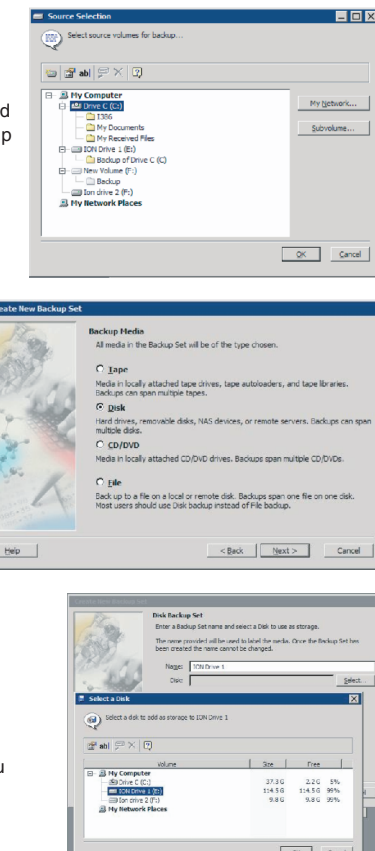 Source Selection
Select source volumes for backup...
abl
My Computer
Drive C (C:)
I386
My Documents
My Received Files
ION Drive 1 (E:)
Backup of Drive C (C)
New Volume (F:)
Backup
Ion drive 2 (F:)
My Network Places
My Network...
Subvolume...
OK
Cancel
d
p
eate New Backup Set
Backup Media
All media in the Backup Set will be of the type chosen.
Tape
Media in locally attached tape drives, tape autoloaders, and tape libraries.
Backups can span multiple tapes.
Disk
Hard drives, removable disks, NAS devices, or remote servers. Backups can span
multiple disks.
CD/DVD
Media in locally attached CD/DVD drives. Backups span multiple CD/DVDs.
File
Back up to a file on a local or remote disk. Backups span one file on one disk.
Most users should use Disk backup instead of File backup.
Help
< Back
Next >
Cancel
Disk Backup Set
Enter a Backup Set name and select a Disk to use as storage.
The name provided will be used to label the media. Once the Backup Set has
been created the name cannot be changed.
Name: ION Drive 1
Disk:
Select...
Select a Disk
Select a disk to add as storage to ION Drive 1
abl
Volume Size Free
My Computer
Drive C (C:) 37.3 G 2.2 G 5%
ION Drive 1 (E:) 114.5 G 114.5 G 99%
Ion drive 2 (F:) 9.8 G 9.8 G 99%
My Network Places
u